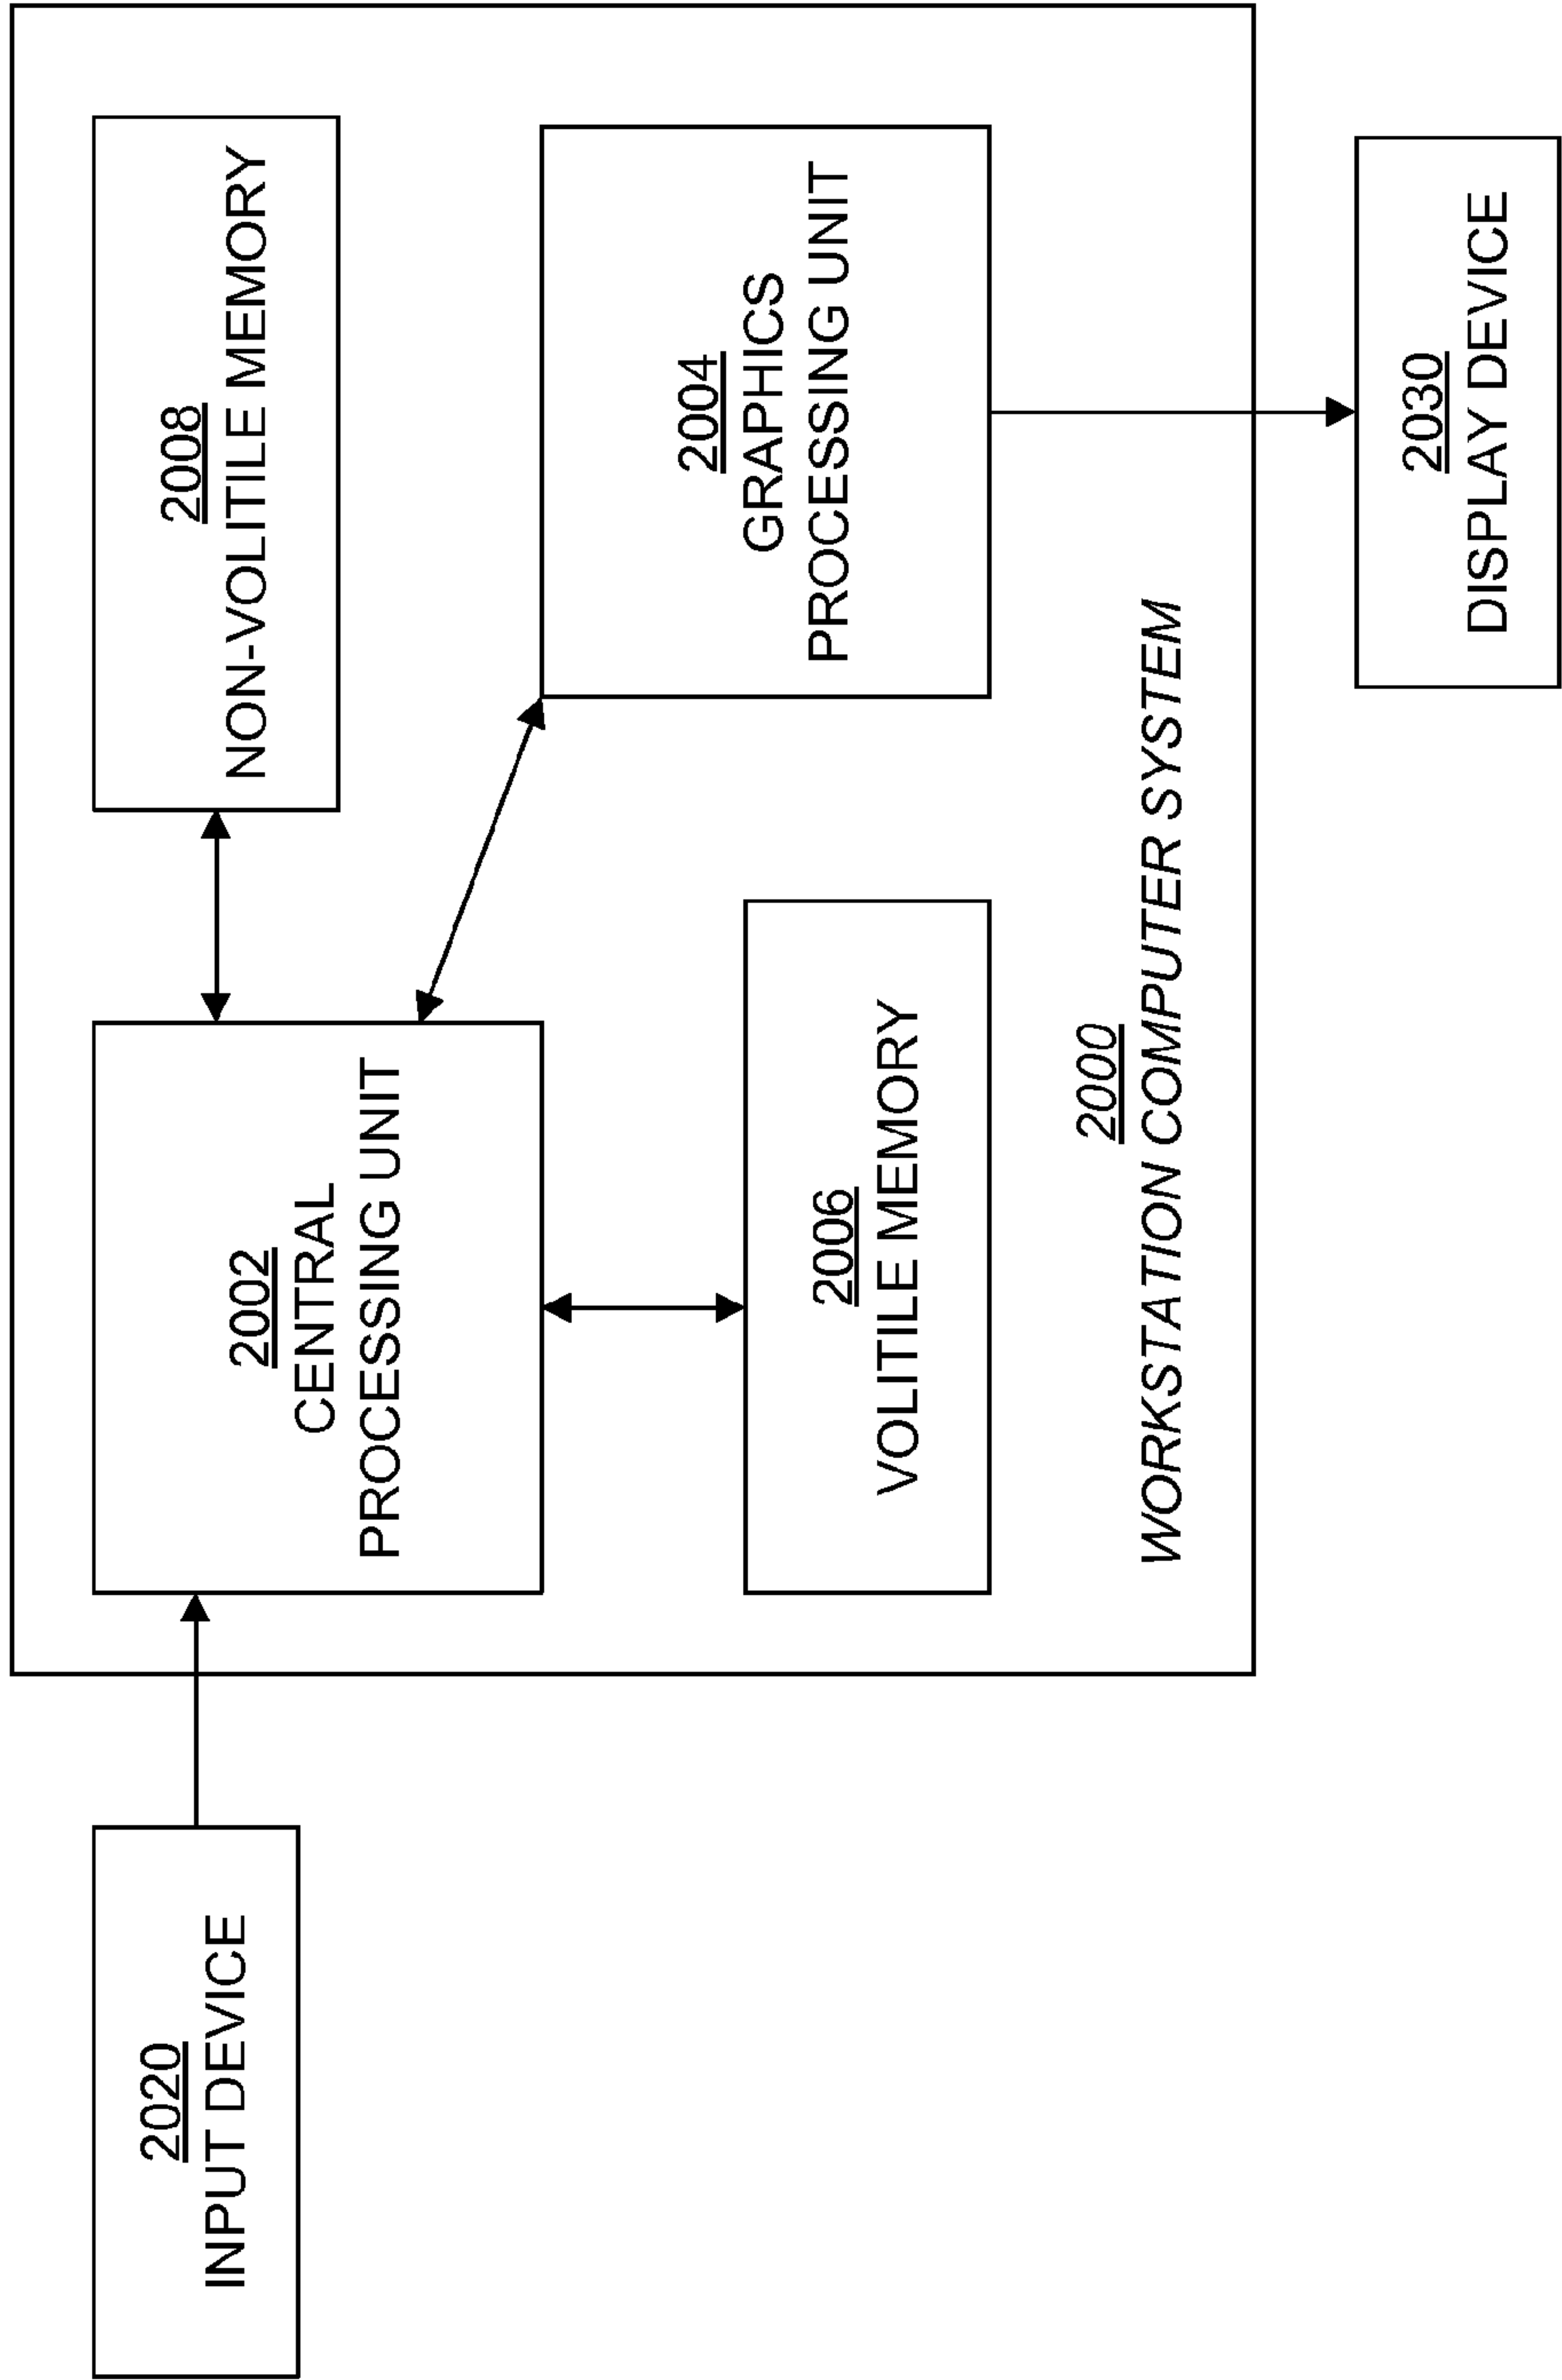 2020
INPUT DEVICE
2002
CENTRAL
PROCESSING UNIT
2008
NON-VOLITILE MEMORY
2006
VOLITILE MEMORY
2004
GRAPHICS
PROCESSING UNIT
2000
WORKSTATION COMPUTER SYSTEM
2030
DISPLAY DEVICE